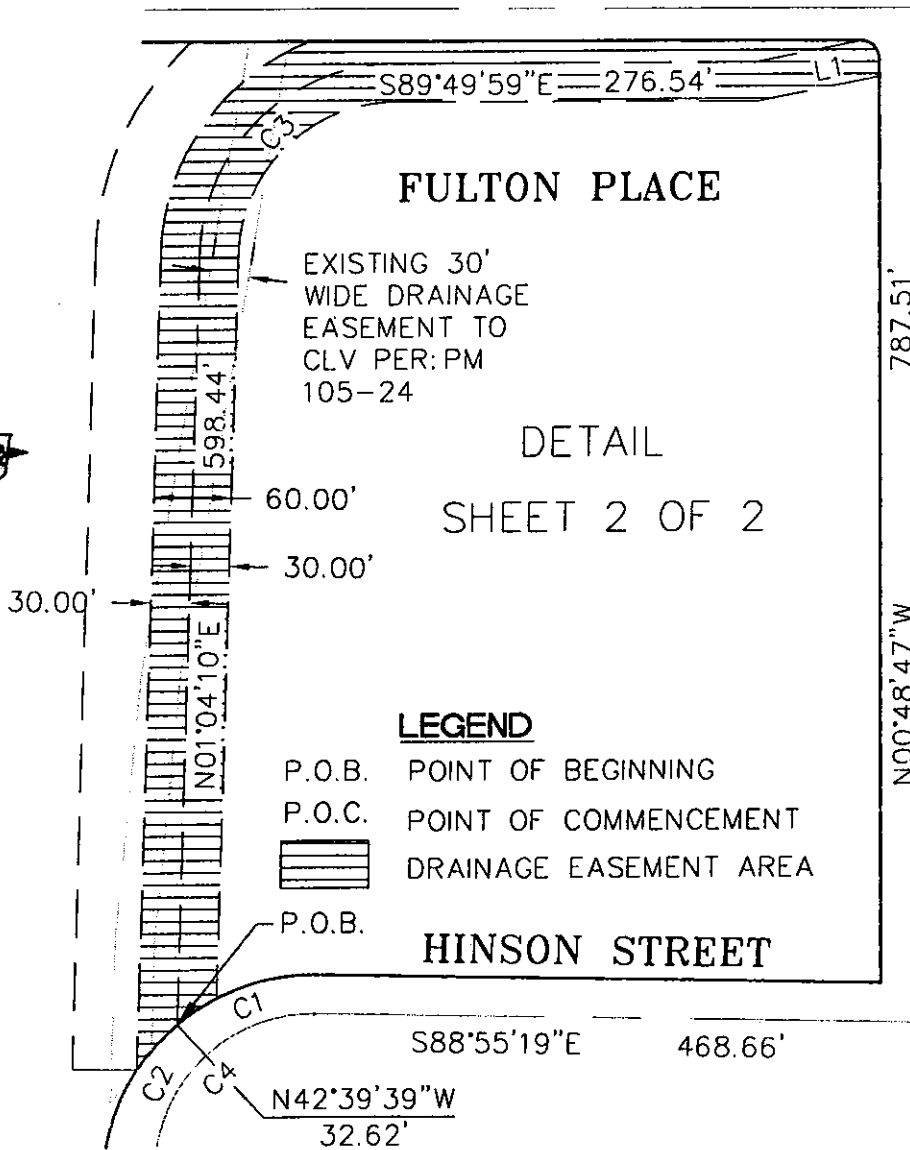 S89°49'59"E 276.54'
L1
C3
FULTON PLACE
EXISTING 30'
WIDE DRAINAGE
EASEMENT TO
CLV PER: PM
105-24
787.51'
598.44'
DETAIL
SHEET 2 OF 2
60.00'
30.00'
30.00'
N01°04'10"E
N00°48'47"W
LEGEND
P.O.B. POINT OF BEGINNING
P.O.C. POINT OF COMMENCEMENT
DRAINAGE EASEMENT AREA
P.O.B.
HINSON STREET
C1
S88°55'19"E 468.66'
C2
C4
N42°39'39"W
32.62'